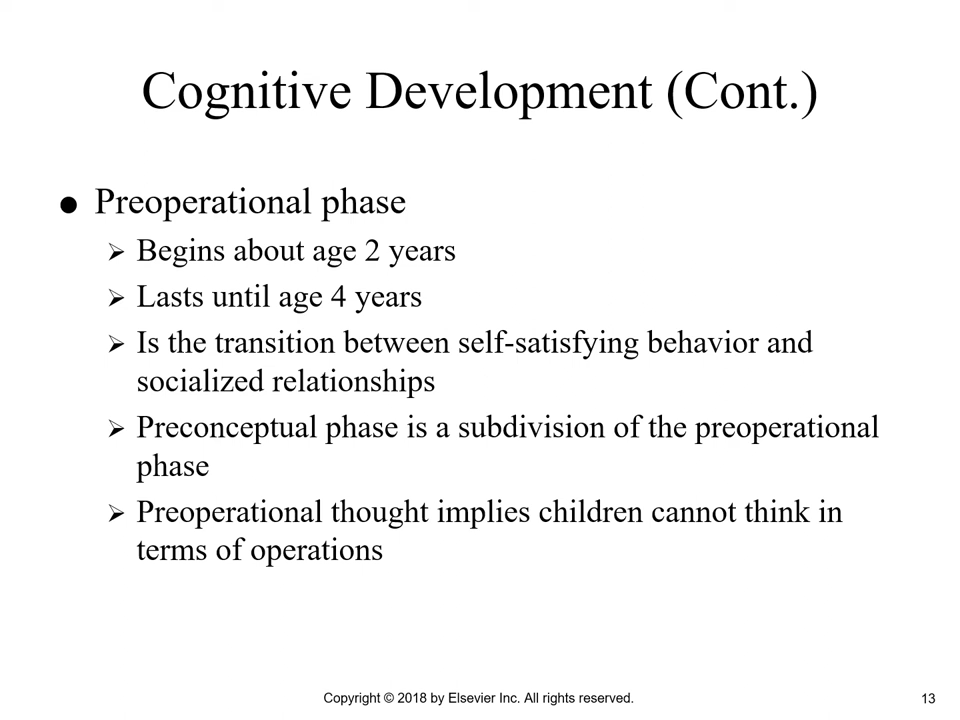 Cognitive Development (Cont.)
● Preoperational phase
➢ Begins about age 2 years
➢ Lasts until age 4 years
➢ Is the transition between self-satisfying behavior and
socialized relationships
➢ Preconceptual phase is a subdivision of the preoperational
phase
➢ Preoperational thought implies children cannot think in
terms of operations
Copyright © 2018 by Elsevier Inc. All rights reserved.
13